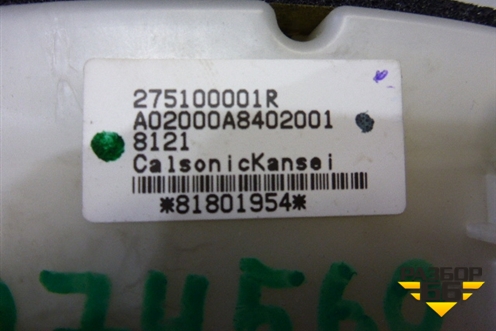 275100001R
A02000A8402001
8121
CalsonicKansei
*81801954*